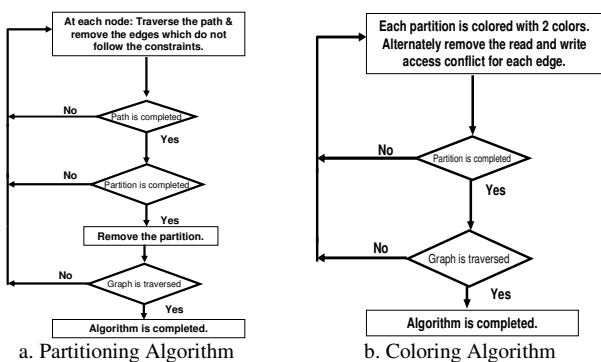 At each node: Traverse the path &
remove the edges which do not
follow the constraints.
No
Path is completed
Yes
No
Partition is completed
Yes
Remove the partition.
No
Graph is traversed
Yes
Algorithm is completed.
a. Partitioning Algorithm
Each partition is colored with 2 colors.
Alternately remove the read and write
access conflict for each edge.
No
Partition is completed
Yes
No
Graph is traversed
Yes
Algorithm is completed.
b. Coloring Algorithm